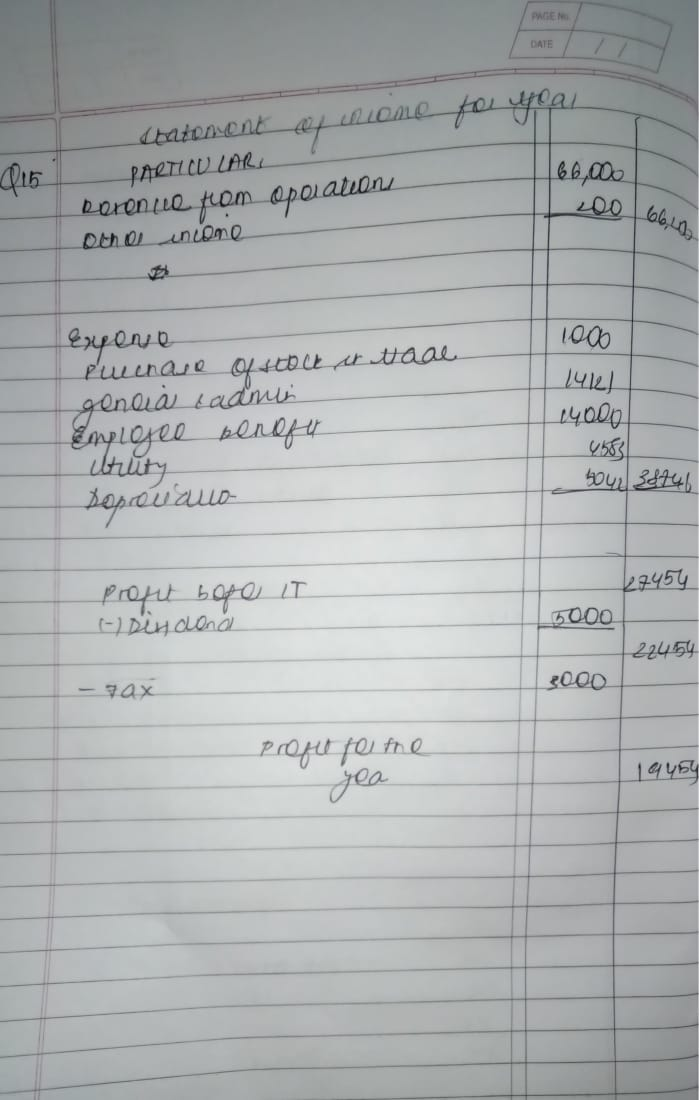 PAGE No.
DATE / /
Statement of income for year
Q15 PARTICULAR,
Revenue from operation 66,000
Other income 200 66,200
Expense
Purchase of stock in trade 1000
general & admin 14121
Employee benefit 14000
Utility 4583
Depreciation 5042 38746
Profit before IT 27454
(-) Dividend 5000
22454
- Tax 3000
Profit for the
year 19454